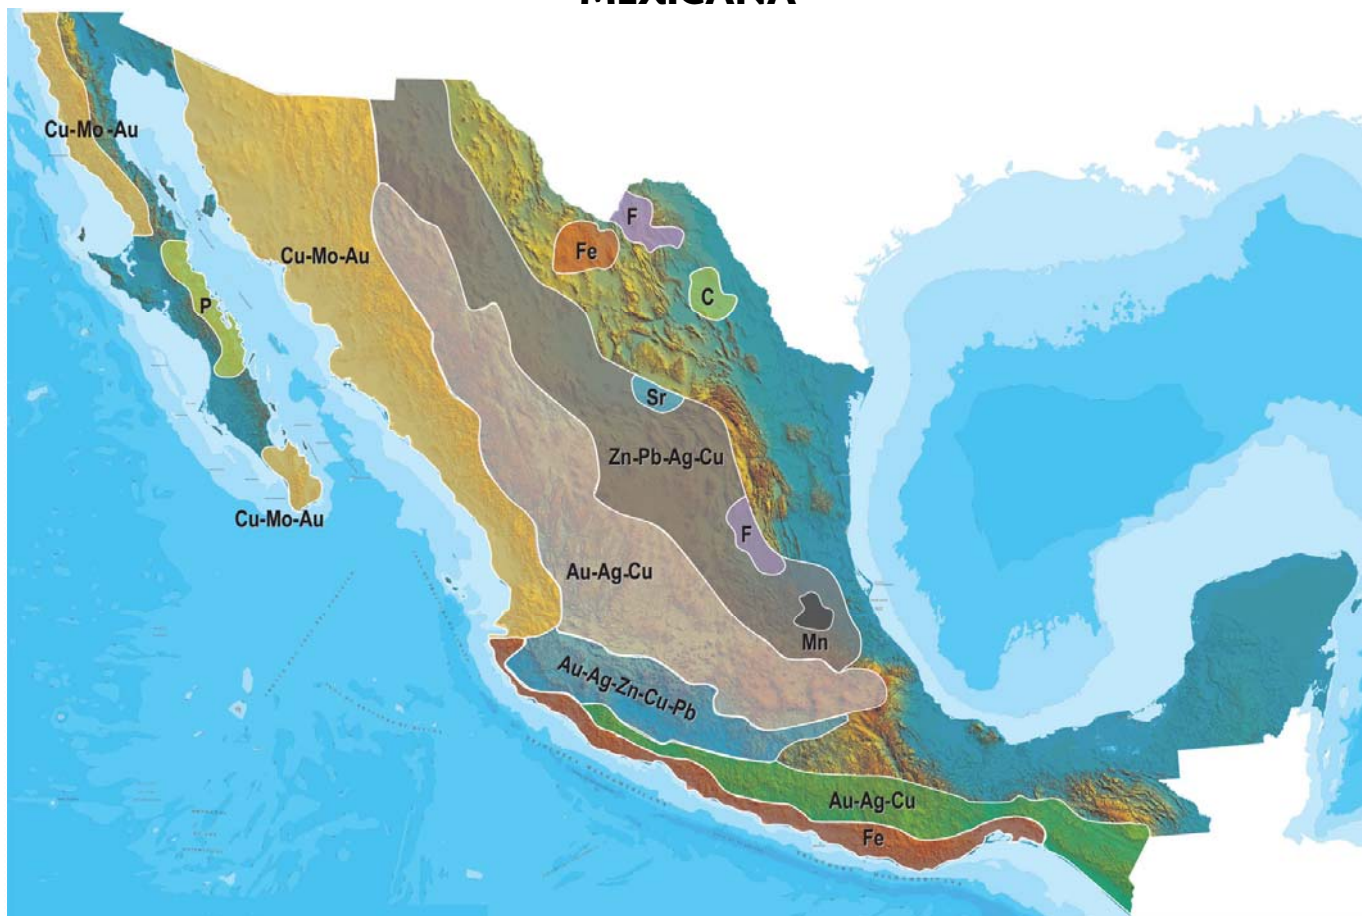 MEXICANA
Cu-Mo-Au
F
Fe
Cu-Mo-Au
C
P
Sr
Zn-Pb-Ag-Cu
Cu-Mo-Au
F
Au-Ag-Cu
Mn
Au-Ag-Zn-Cu-Pb
Au-Ag-Cu
Fe